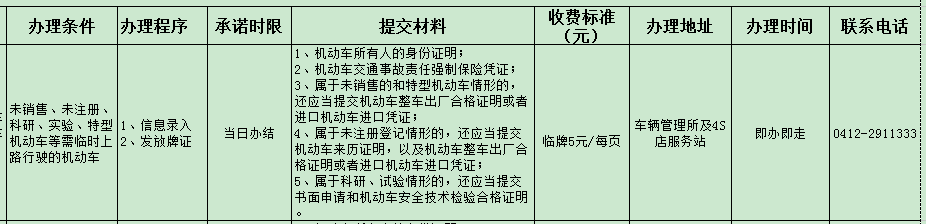 办理条件
办理程序
承诺时限
提交材料
收费标准
（元）
办理地址
办理时间
联系电话
未销售、未注册、
科研、实验、特型
机动车等需临时上
路行驶的机动车
1、信息录入
2、发放牌证
当日办结
1、机动车所有人的身份证明；
2、机动车交通事故责任强制保险凭证；
3、属于未销售的和特型机动车情形的，
还应当提交机动车整车出厂合格证明或者
进口机动车进口凭证；
4、属于未注册登记情形的，还应当提交
机动车来历证明，以及机动车整车出厂合
格证明或者进口机动车进口凭证；
5、属于科研、试验情形的，还应当提交
书面申请和机动车安全技术检验合格证明
。
临牌5元/每页
车辆管理所及4S
店服务站
即办即走
0412-2911333